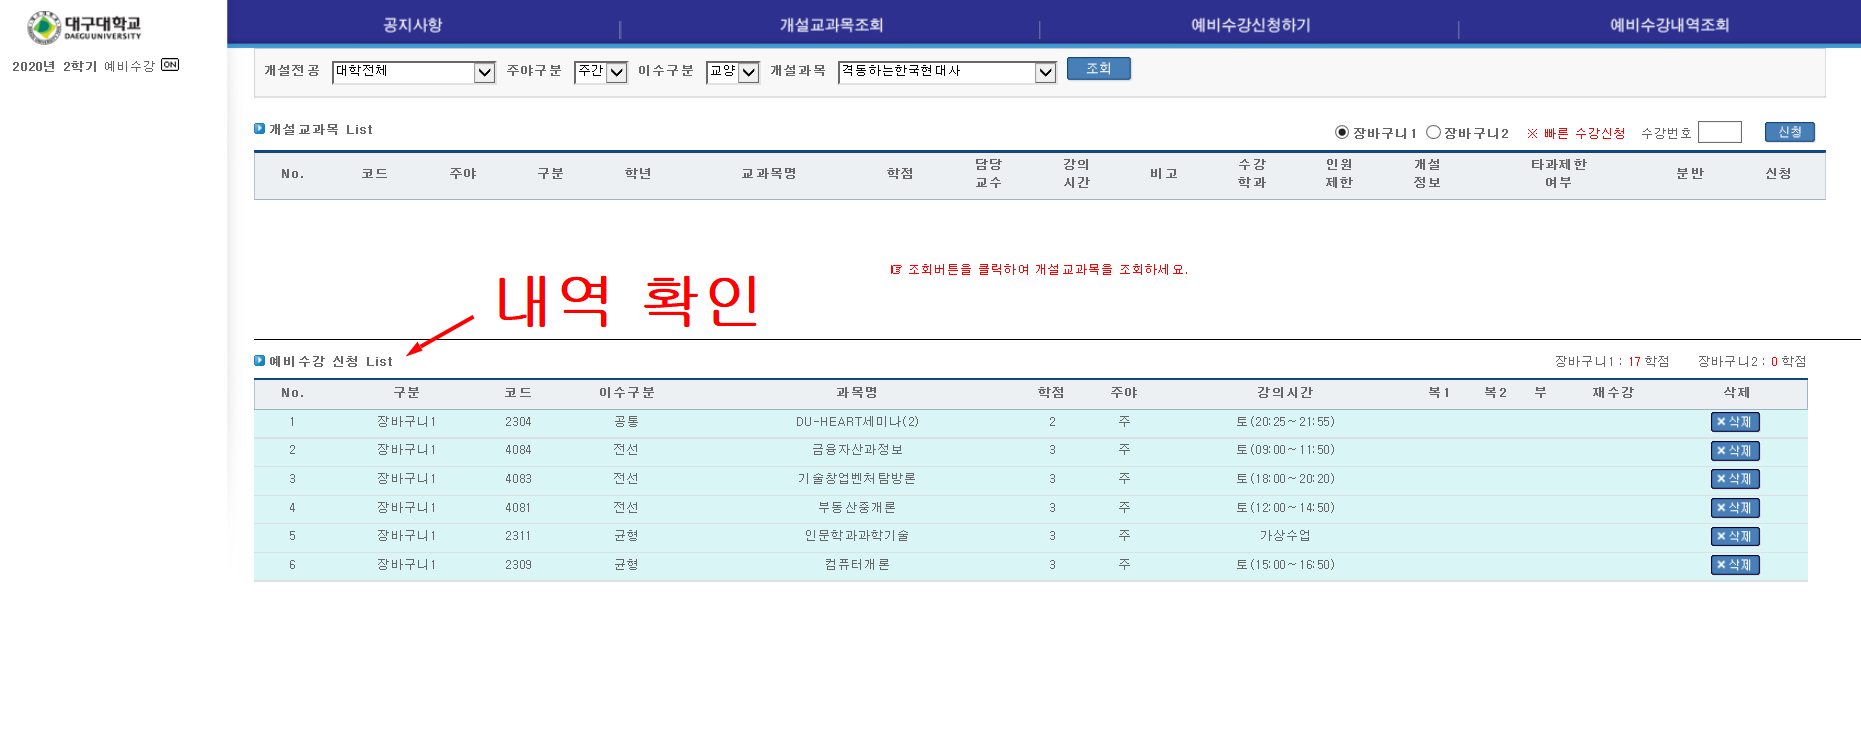 대구대학교
DAEGU UNIVERSITY
공지사항 개설교과목조회 예비수강신청하기 예비수강내역조회
2020년 2학기 예비수강 ON
개설전공 대학전체 주야구분 주간 이수구분 교양 개설과목 격동하는한국현대사 조회
개설교과목 List
장바구니1 장바구니2 ※ 빠른 수강신청 수강번호 신청
No. 코드 주야 구분 학년 교과목명 학점 담당 교수 강의 시간 비고 수강 학과 인원 제한 개설 정보 타과제한 여부 분반 신청
☞ 조회버튼을 클릭하여 개설교과목을 조회하세요.
내역 확인
예비수강 신청 List
장바구니1 : 17 학점 장바구니2 : 0 학점
No. 구분 코드 이수구분 과목명 학점 주야 강의시간 복1 복2 부 재수강 삭제
1 장바구니1 2304 공통 DU-HEART세미나(2) 2 주 토(20:25~21:55) × 삭제
2 장바구니1 4084 전선 금융자산과정보 3 주 토(09:00~11:50) × 삭제
3 장바구니1 4083 전선 기술창업벤처탐방론 3 주 토(18:00~20:20) × 삭제
4 장바구니1 4081 전선 부동산중개론 3 주 토(12:00~14:50) × 삭제
5 장바구니1 2311 균형 인문학과과학기술 3 주 가상수업 × 삭제
6 장바구니1 2309 균형 컴퓨터개론 3 주 토(15:00~16:50) × 삭제